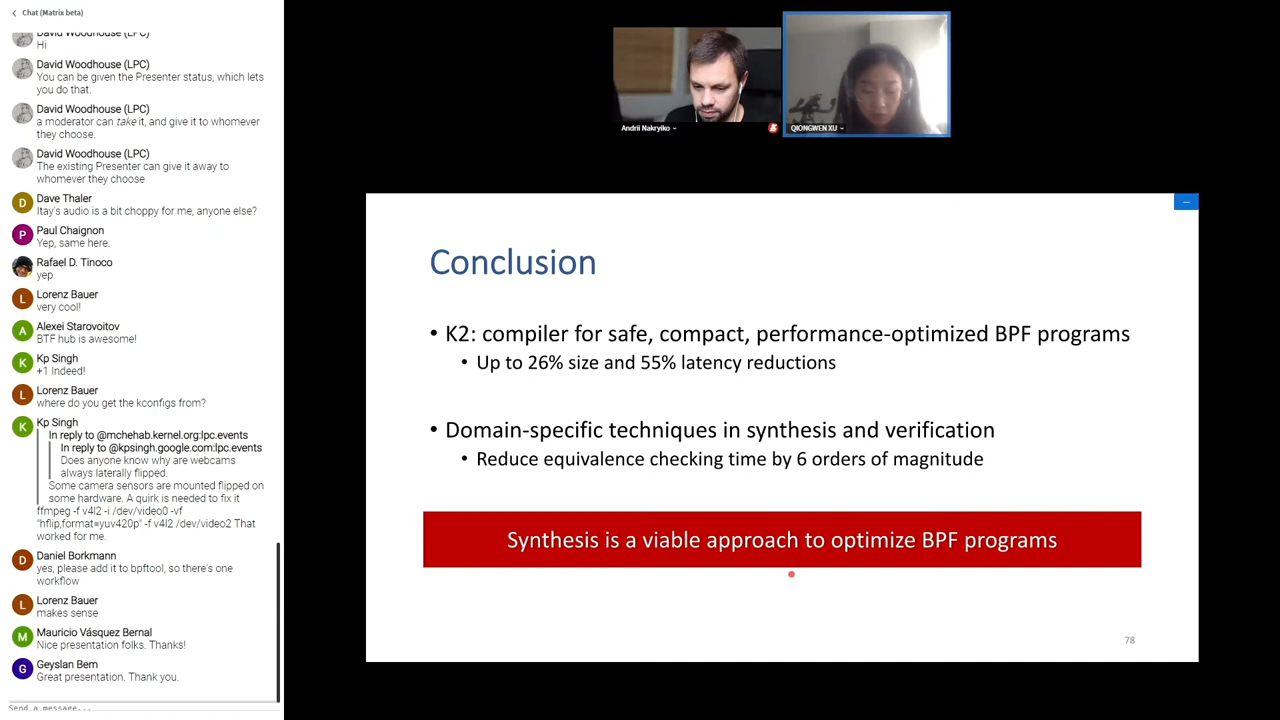 Chat (Matrix beta)
David Woodhouse (LPC)
Hi
David Woodhouse (LPC)
You can be given the Presenter status, which lets
you do that.
David Woodhouse (LPC)
a moderator can take it, and give it to whomever
they choose.
David Woodhouse (LPC)
The existing Presenter can give it away to
whomever they choose
D
Dave Thaler
Itay's audio is a bit choppy for me, anyone else?
P
Paul Chaignon
Yep, same here.
Rafael D. Tinoco
yep
L
Lorenz Bauer
very cool!
A
Alexei Starovoitov
BTF hub is awesome!
K
Kp Singh
+1 Indeed!
L
Lorenz Bauer
where do you get the kconfigs from?
K
Kp Singh
In reply to @mchehab.kernel.org:lpc.events
In reply to @kpsingh.google.com:lpc.events
Does anyone know why are webcams
always laterally flipped.
Some camera sensors are mounted flipped on
some hardware. A quirk is needed to fix it
ffmpeg -f v4l2 -i /dev/video0 -vf
"hflip,format=yuv420p" -f v4l2 /dev/video2 That
worked for me.
D
Daniel Borkmann
yes, please add it to bpftool, so there's one
workflow
L
Lorenz Bauer
makes sense
M
Mauricio Vásquez Bernal
Nice presentation folks. Thanks!
G
Geyslan Bem
Great presentation. Thank you.
Send a message...
Andrii Nakryiko
QIONGWEN XU
Conclusion
• K2: compiler for safe, compact, performance-optimized BPF programs
• Up to 26% size and 55% latency reductions
• Domain-specific techniques in synthesis and verification
• Reduce equivalence checking time by 6 orders of magnitude
Synthesis is a viable approach to optimize BPF programs
78